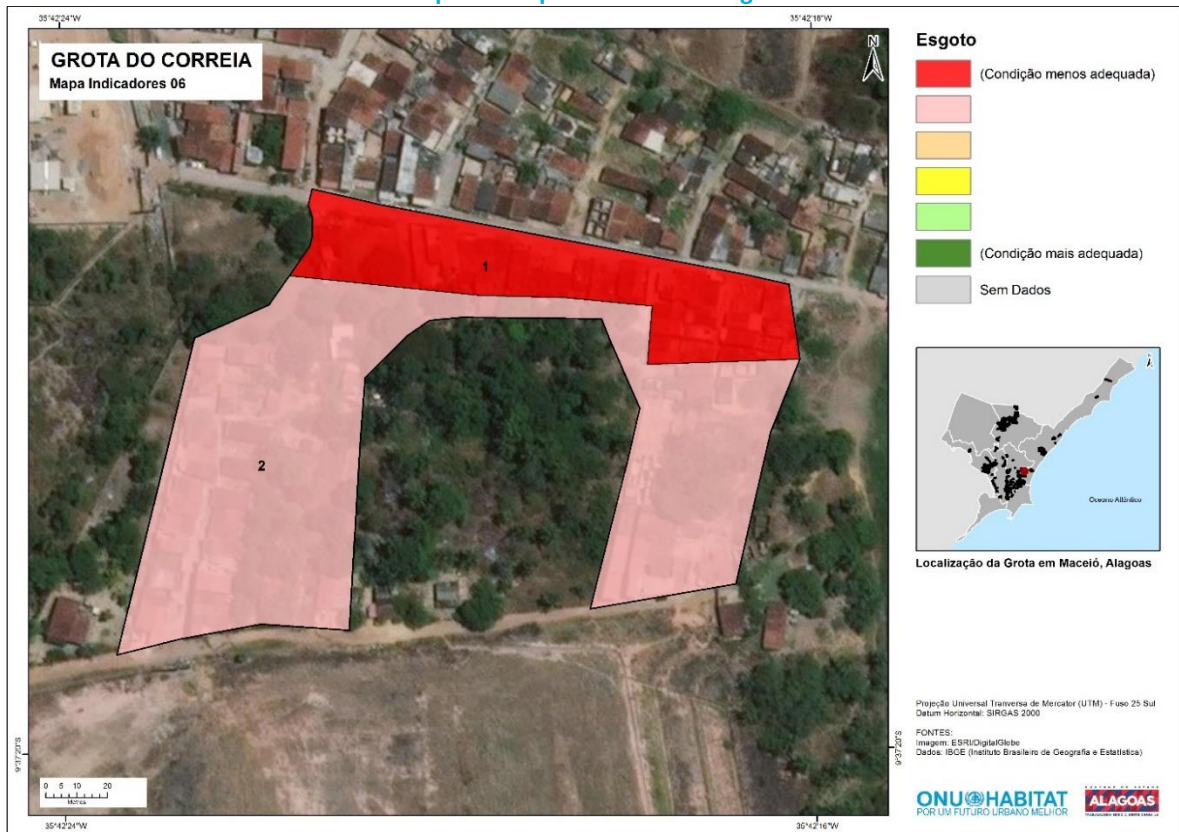 35°42'24"W
35°42'18"W
GROTA DO CORREIA
Mapa Indicadores 06
N
1
2
9°37'20"S
9°37'20"S
0 5 10 20
Metros
35°42'24"W
35°42'16"W
Esgoto
(Condição menos adequada)
(Condição mais adequada)
Sem Dados
Oceano Atlântico
Localização da Grota em Maceió, Alagoas
Projeção Universal Tranversa de Mercator (UTM) - Fuso 25 Sul
Datum Horizontal: SIRGAS 2000
FONTES:
Imagem: ESRI/DigitalGlobe
Dados: IBGE (Instituto Brasileiro de Geografia e Estatística)
ONU HABITAT
POR UM FUTURO URBANO MELHOR
ALAGOAS